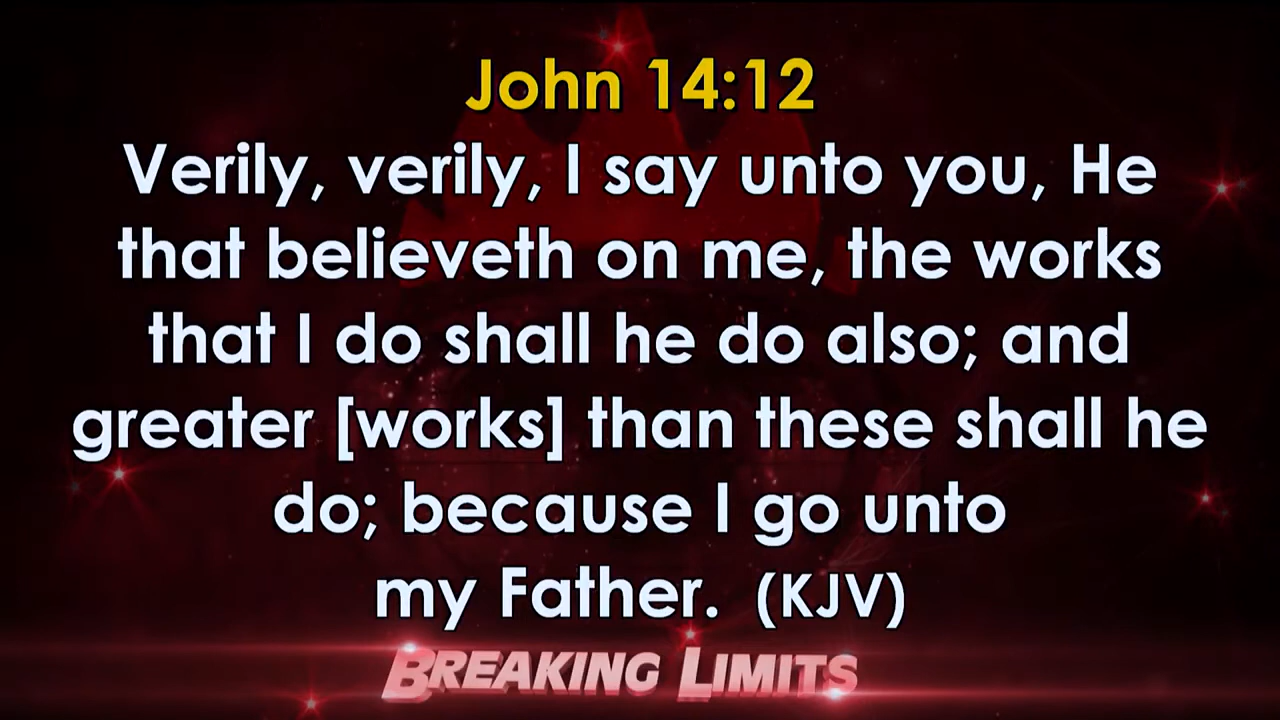 John 14:12
Verily, verily, I say unto you, He
that believeth on me, the works
that I do shall he do also; and
greater [works] than these shall he
do; because I go unto
my Father. (KJV)
BREAKING LIMITS